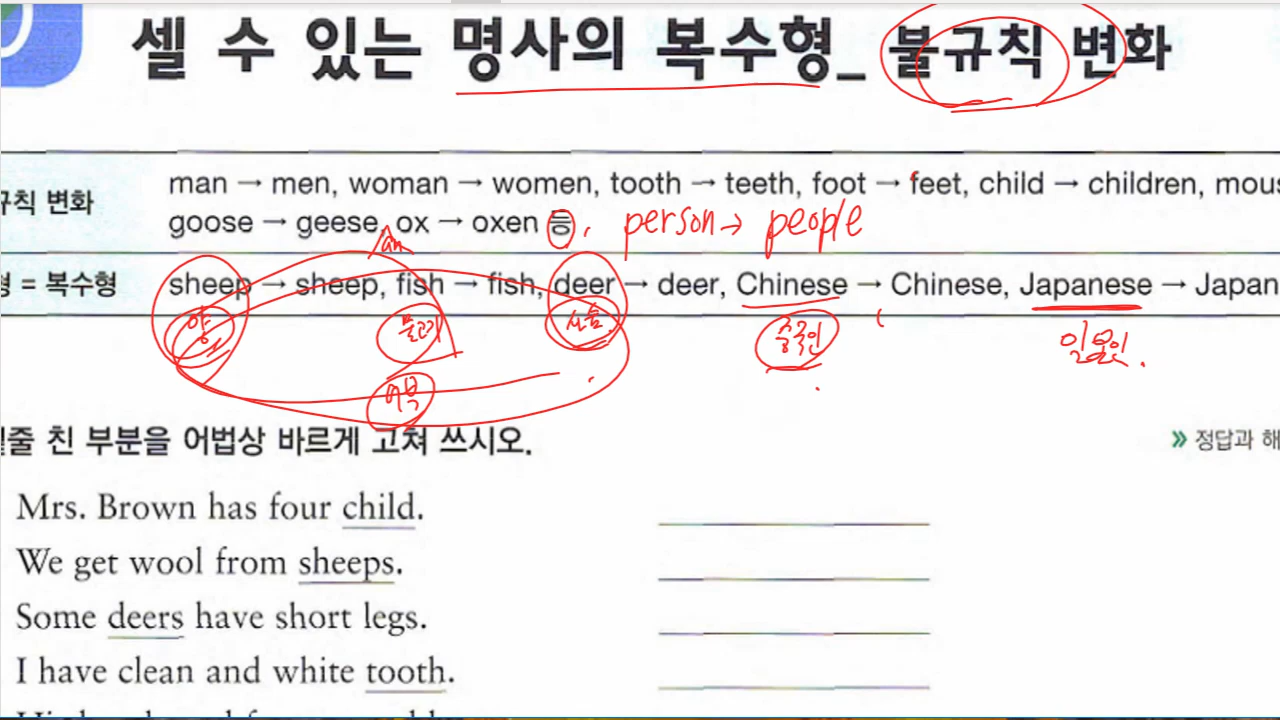 셀 수 있는 명사의 복수형_ 불규칙 변화
규칙 변화
man → men, woman → women, tooth → teeth, foot → feet, child → children, mous
goose → geese, ox → oxen 등, person → people
an
형 = 복수형
sheep → sheep, fish → fish, deer → deer, Chinese → Chinese, Japanese → Japan
양 물고기 사슴 중국인 일본인.
밑줄 친 부분을 어법상 바르게 고쳐 쓰시오.
» 정답과 해
Mrs. Brown has four child.
We get wool from sheeps.
Some deers have short legs.
I have clean and white tooth.